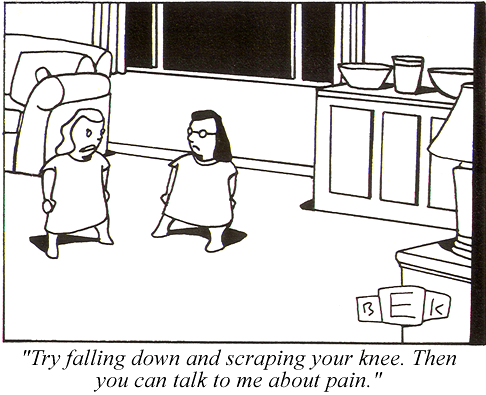 BEK
"Try falling down and scraping your knee. Then
you can talk to me about pain."